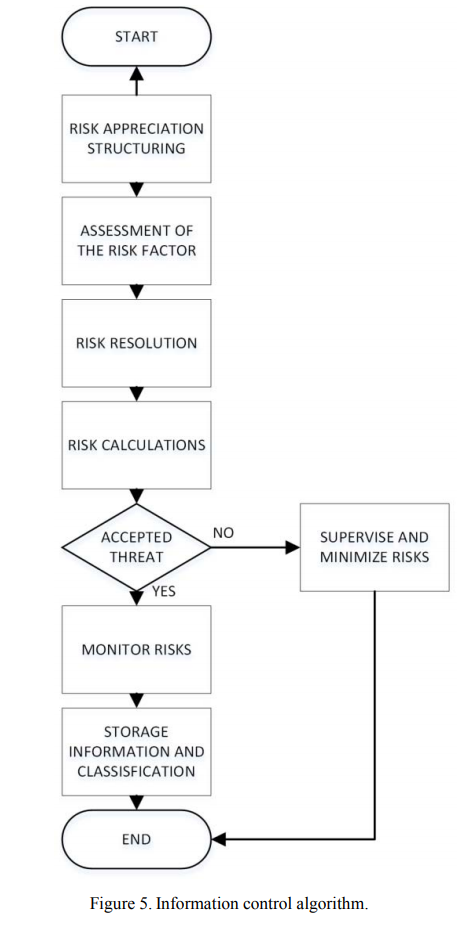 START
RISK APPRECIATION
STRUCTURING
ASSESSMENT OF
THE RISK FACTOR
RISK RESOLUTION
RISK CALCULATIONS
ACCEPTED
THREAT
NO
SUPERVISE AND
MINIMIZE RISKS
YES
MONITOR RISKS
STORAGE
INFORMATION AND
CLASSISFICATION
END
Figure 5. Information control algorithm.